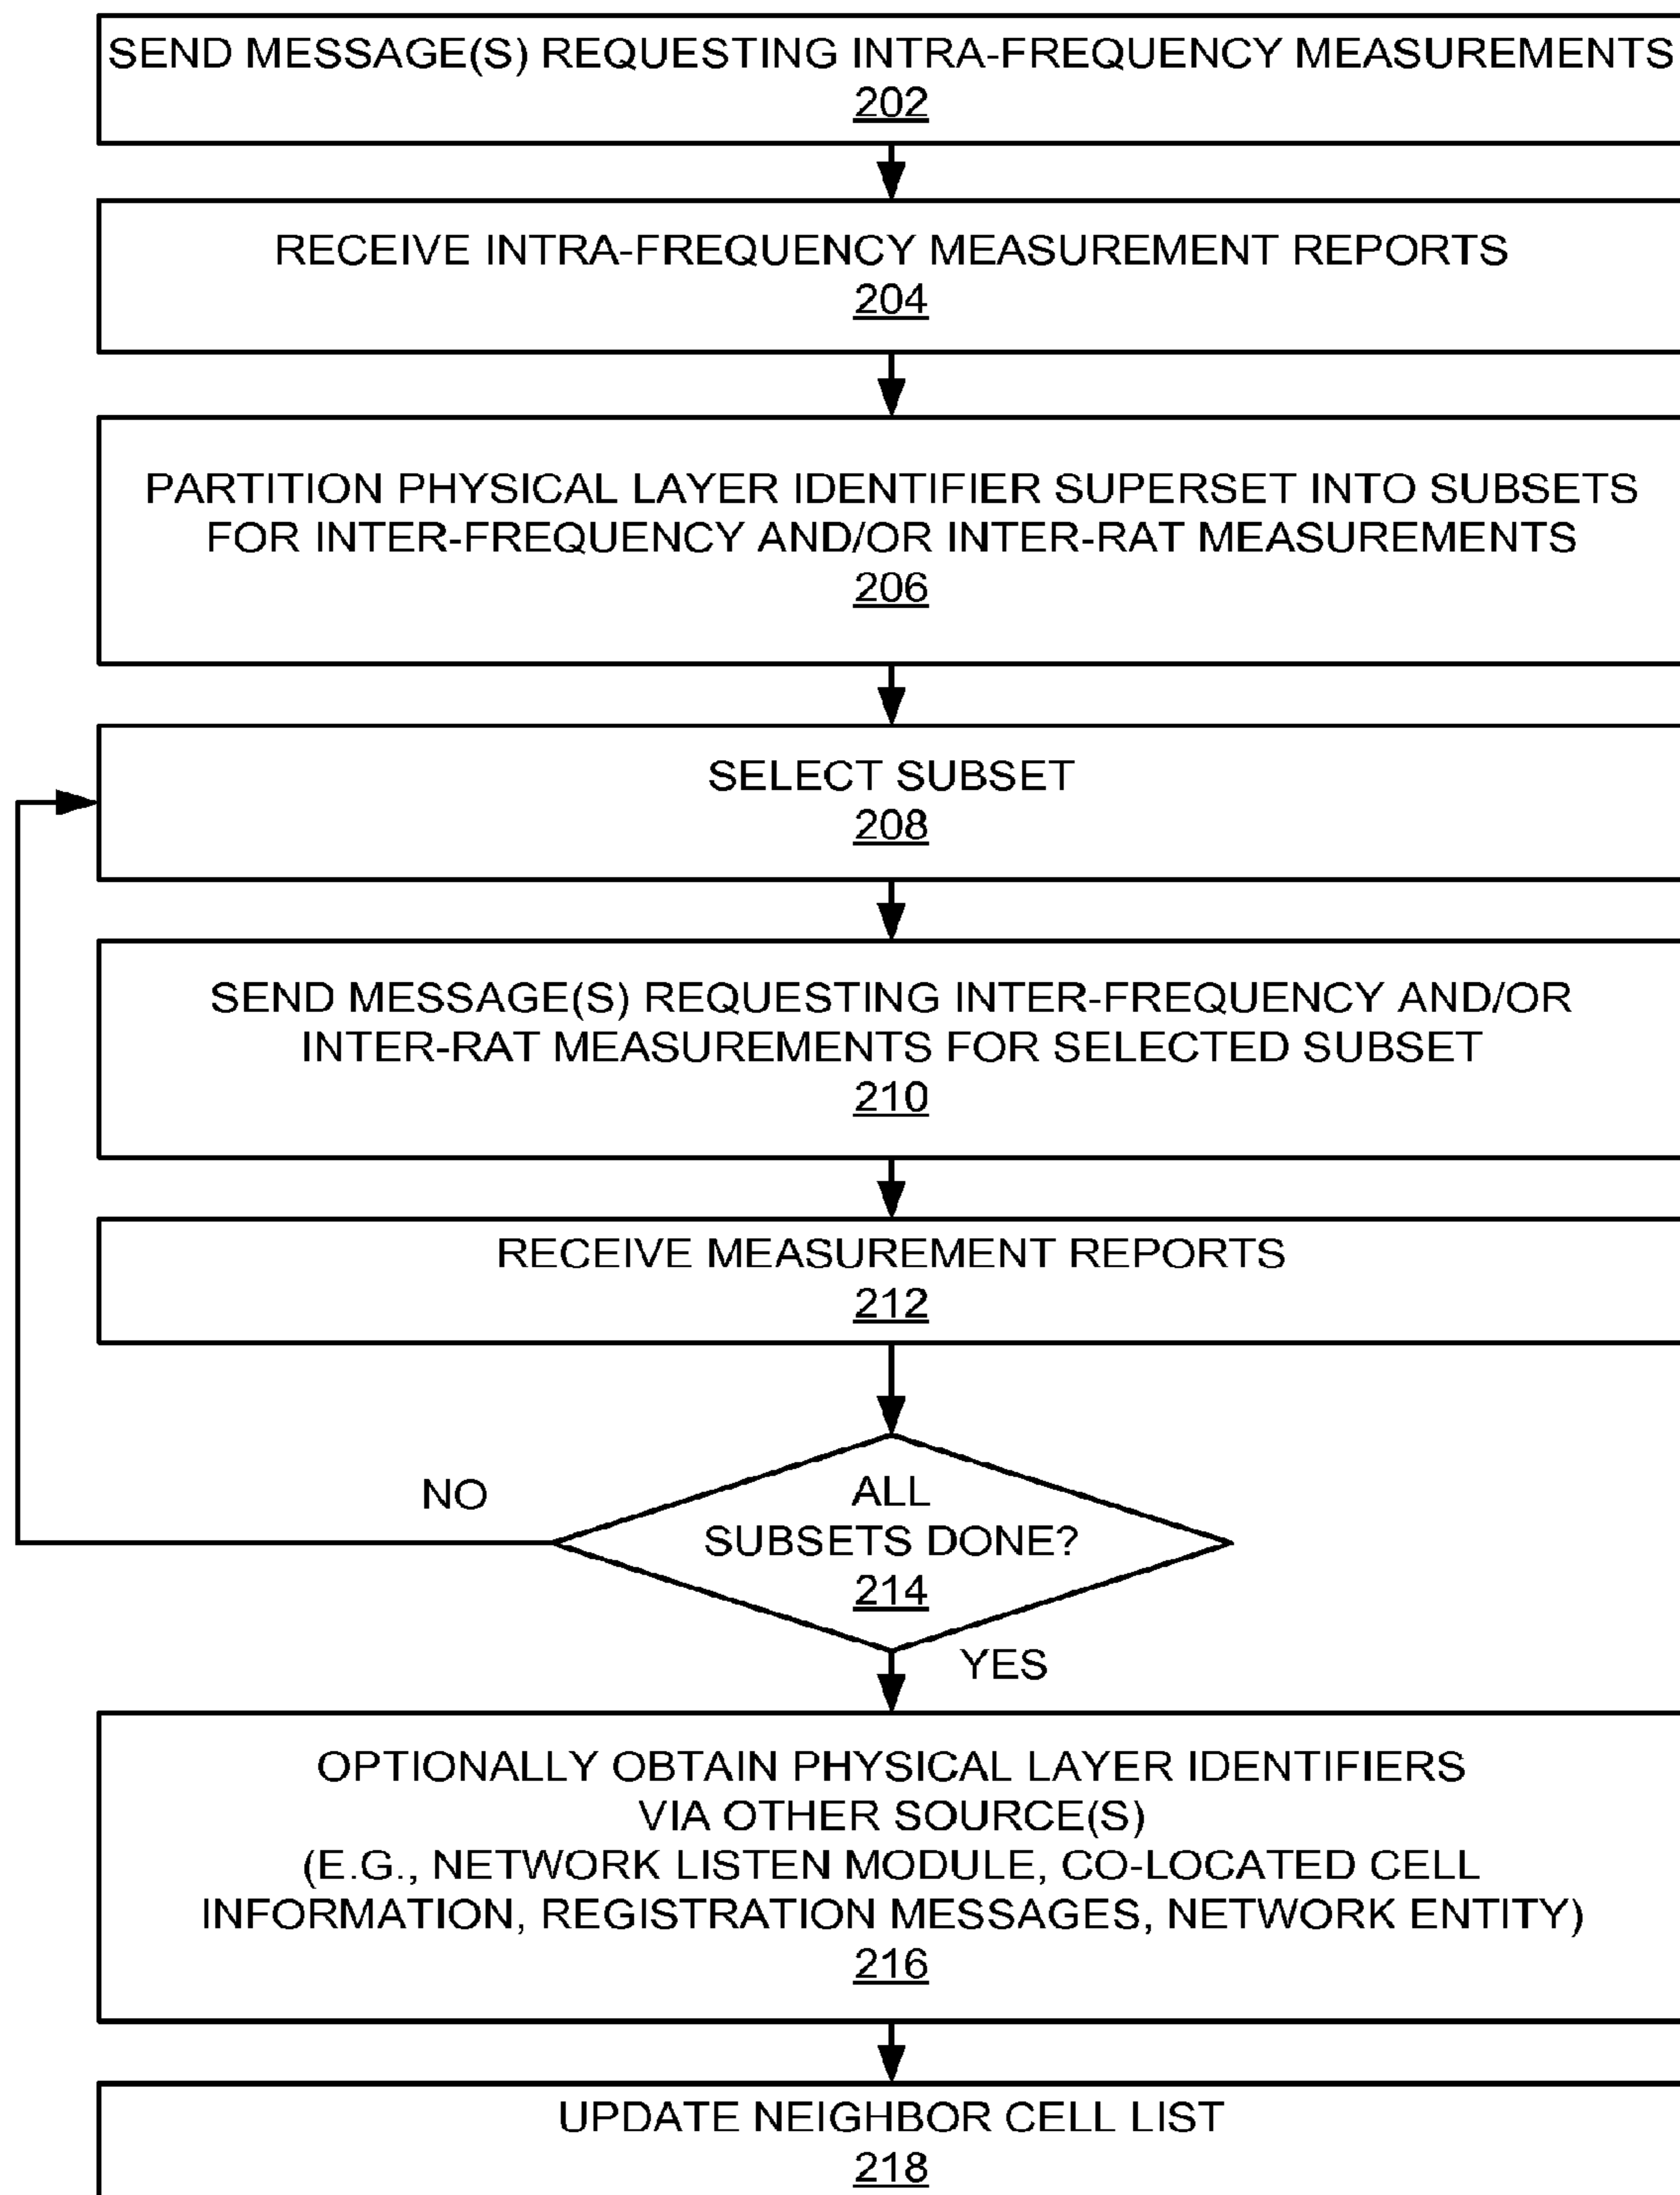 SEND MESSAGE(S) REQUESTING INTRA-FREQUENCY MEASUREMENTS
202
RECEIVE INTRA-FREQUENCY MEASUREMENT REPORTS
204
PARTITION PHYSICAL LAYER IDENTIFIER SUPERSET INTO SUBSETS
FOR INTER-FREQUENCY AND/OR INTER-RAT MEASUREMENTS
206
SELECT SUBSET
208
SEND MESSAGE(S) REQUESTING INTER-FREQUENCY AND/OR
INTER-RAT MEASUREMENTS FOR SELECTED SUBSET
210
RECEIVE MEASUREMENT REPORTS
212
NO
ALL
SUBSETS DONE?
214
YES
OPTIONALLY OBTAIN PHYSICAL LAYER IDENTIFIERS
VIA OTHER SOURCE(S)
(E.G., NETWORK LISTEN MODULE, CO-LOCATED CELL
INFORMATION, REGISTRATION MESSAGES, NETWORK ENTITY)
216
UPDATE NEIGHBOR CELL LIST
218